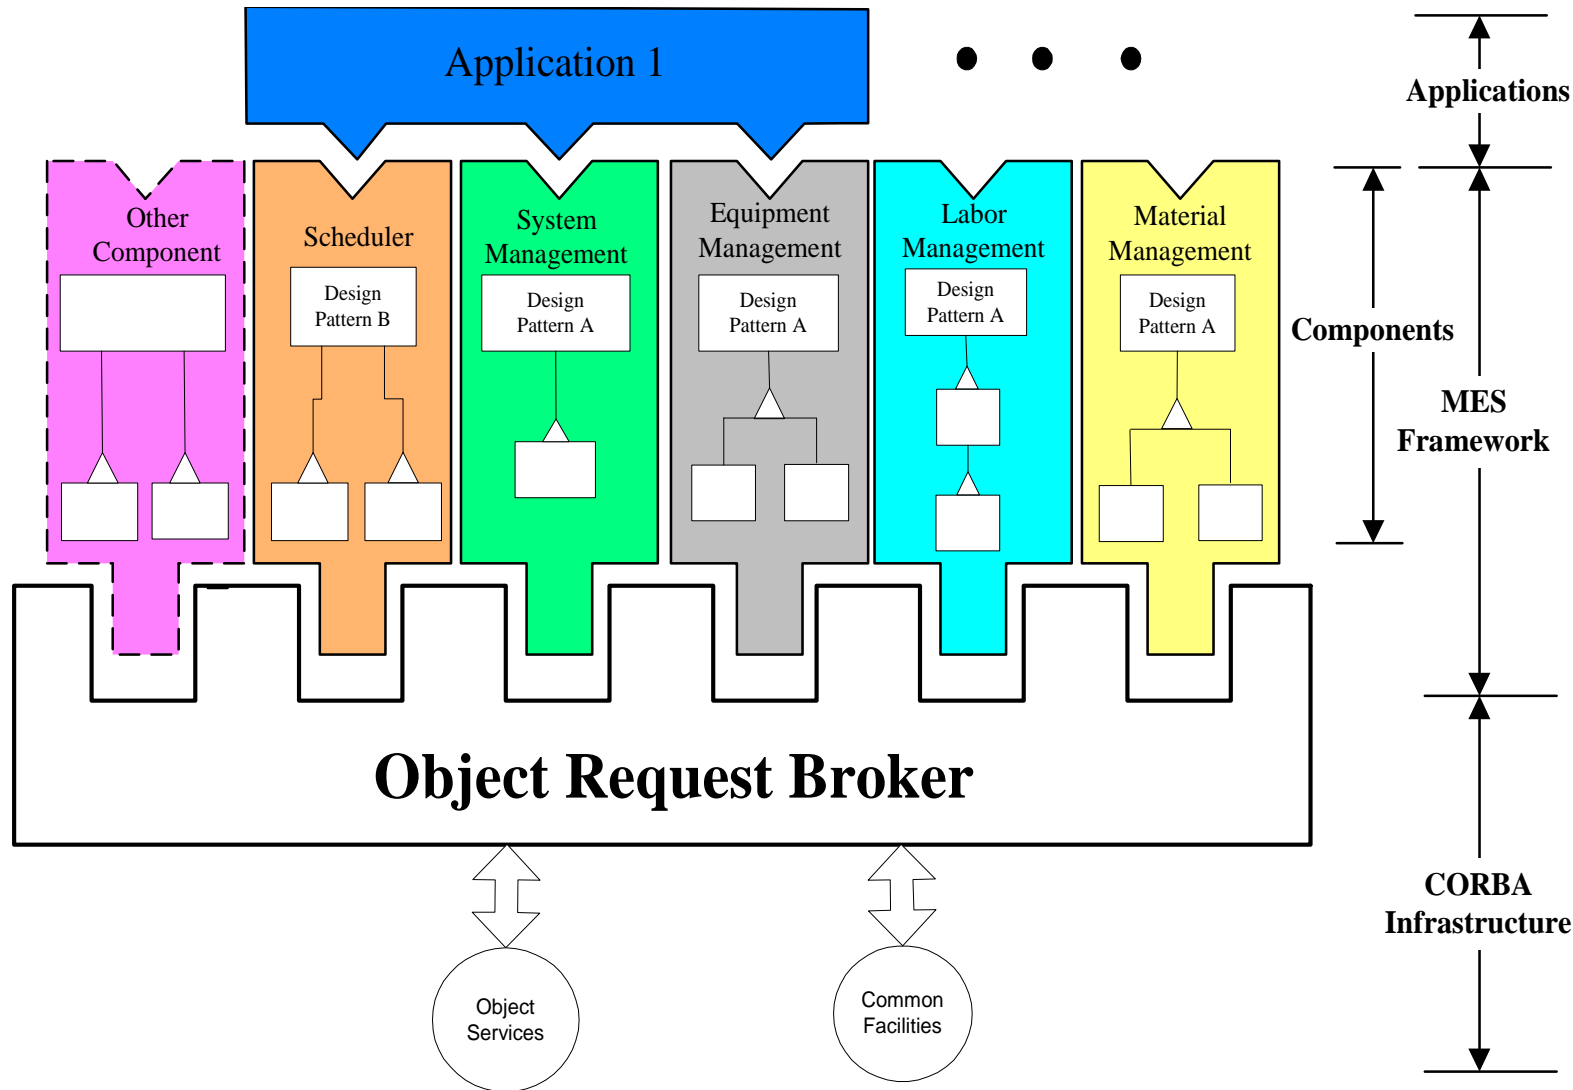 Application 1
Applications
Other
Component
Scheduler
Design
Pattern B
System
Management
Design
Pattern A
Equipment
Management
Design
Pattern A
Labor
Management
Design
Pattern A
Material
Management
Design
Pattern A
Components
MES
Framework
Object Request Broker
CORBA
Infrastructure
Object
Services
Common
Facilities